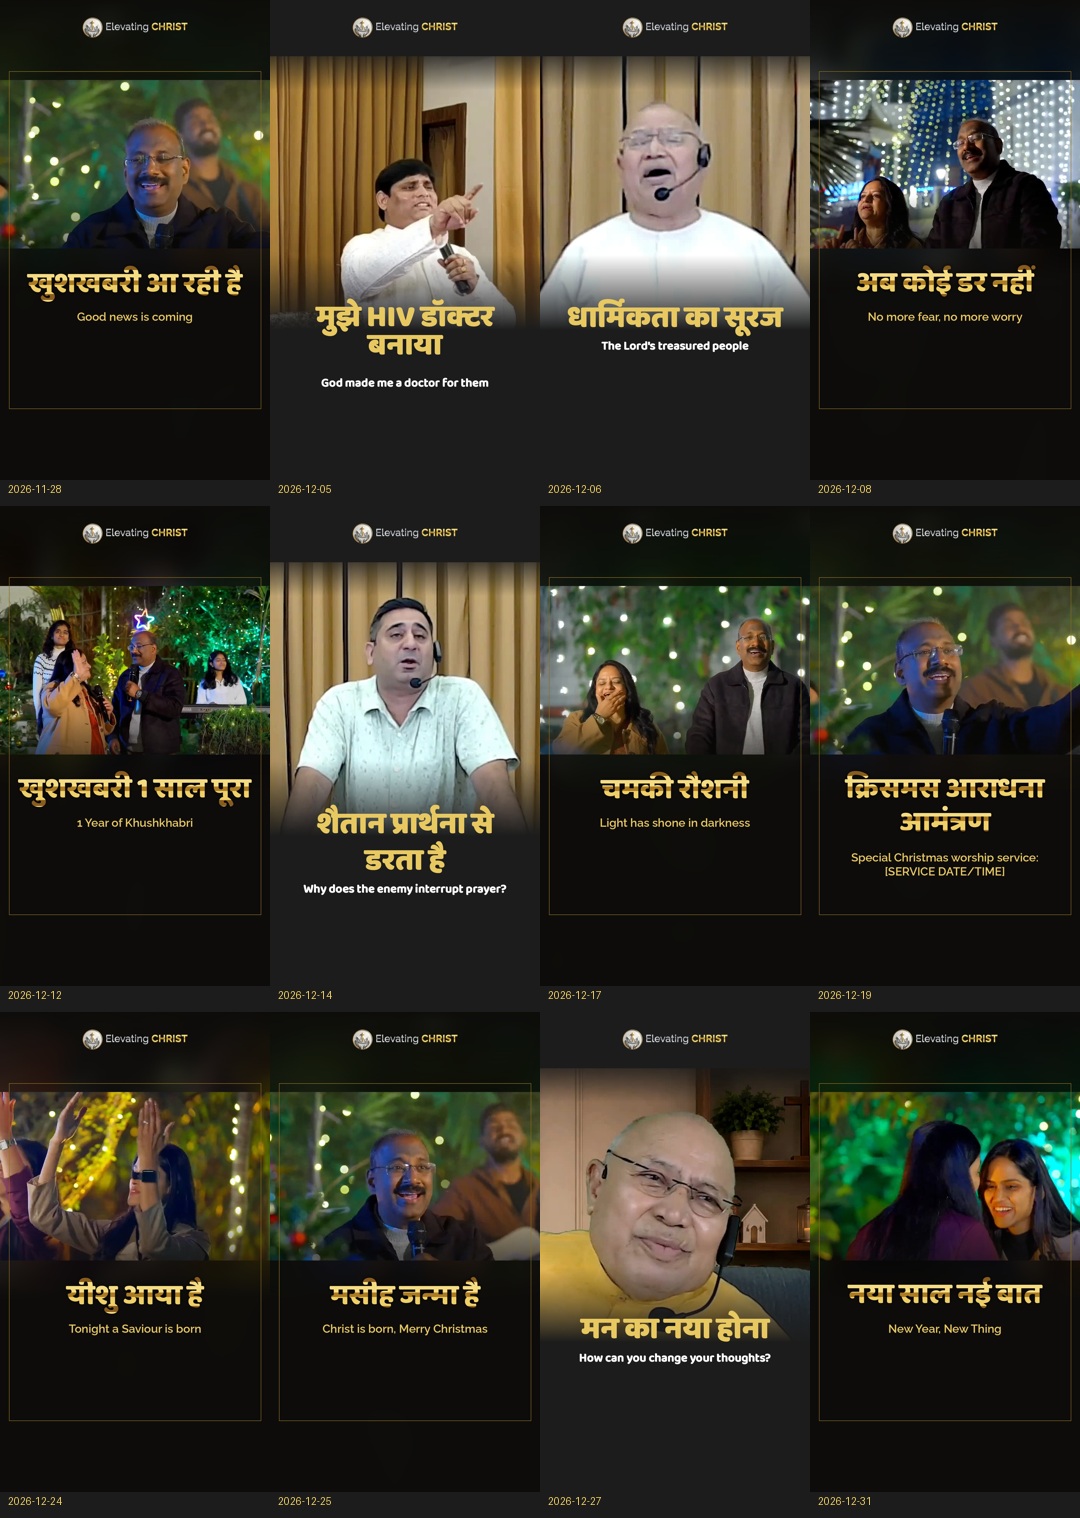 Elevating CHRIST
खुशखबरी आ रही है
Good news is coming
2026-11-28
Elevating CHRIST
मुझे HIV डॉक्टर
बनाया
God made me a doctor for them
2026-12-05
Elevating CHRIST
धार्मिकता का सूरज
The Lord's treasured people
2026-12-06
Elevating CHRIST
अब कोई डर नहीं
No more fear, no more worry
2026-12-08
Elevating CHRIST
खुशखबरी 1 साल पूरा
1 Year of Khushkhabri
2026-12-12
Elevating CHRIST
शैतान प्रार्थना से
डरता है
Why does the enemy interrupt prayer?
2026-12-14
Elevating CHRIST
चमकी रौशनी
Light has shone in darkness
2026-12-17
Elevating CHRIST
क्रिसमस आराधना
आमंत्रण
Special Christmas worship service:
[SERVICE DATE/TIME]
2026-12-19
Elevating CHRIST
यीशु आया है
Tonight a Saviour is born
2026-12-24
Elevating CHRIST
मसीह जन्मा है
Christ is born, Merry Christmas
2026-12-25
Elevating CHRIST
मन का नया होना
How can you change your thoughts?
2026-12-27
Elevating CHRIST
नया साल नई बात
New Year, New Thing
2026-12-31